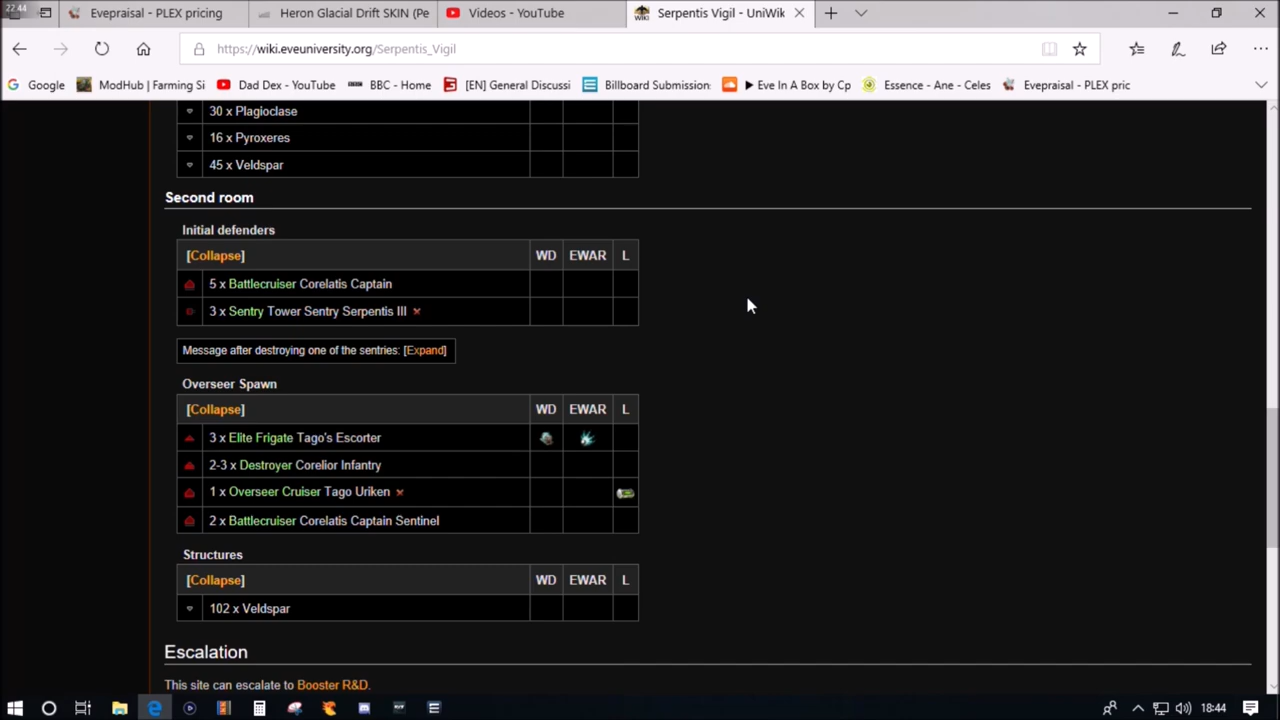 22:44
Evepraisal - PLEX pricing
Heron Glacial Drift SKIN (Pe
Videos - YouTube
Serpentis Vigil - UniWik
https://wiki.eveuniversity.org/Serpentis_Vigil
Google
ModHub | Farming Si
Dad Dex - YouTube
BBC - Home
[EN] General Discussi
Billboard Submission
▶ Eve In A Box by Cp
Essence - Ane - Celes
Evepraisal - PLEX pric
30 x Plagioclase
16 x Pyroxeres
45 x Veldspar
Second room
Initial defenders
[Collapse] WD EWAR L
5 x Battlecruiser Corelatis Captain
3 x Sentry Tower Sentry Serpentis III
Message after destroying one of the sentries: [Expand]
Overseer Spawn
[Collapse] WD EWAR L
3 x Elite Frigate Tago's Escorter
2-3 x Destroyer Corelior Infantry
1 x Overseer Cruiser Tago Uriken
2 x Battlecruiser Corelatis Captain Sentinel
Structures
[Collapse] WD EWAR L
102 x Veldspar
Escalation
This site can escalate to Booster R&D.
18:44